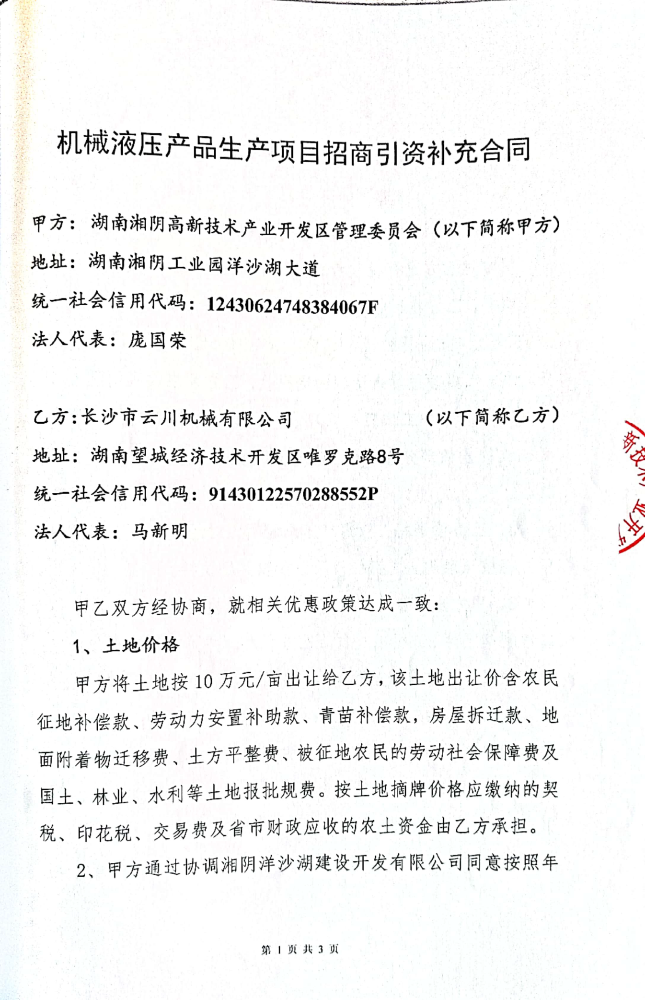 机械液压产品生产项目招商引资补充合同
甲方：湖南湘阴高新技术产业开发区管理委员会（以下简称甲方）
地址：湖南湘阴工业园洋沙湖大道
统一社会信用代码：12430624748384067F
法人代表：庞国荣
乙方:长沙市云川机械有限公司（以下简称乙方）
地址：湖南望城经济技术开发区唯罗克路8号
统一社会信用代码：91430122570288552P
法人代表：马新明
新技术
业开发
甲乙双方经协商，就相关优惠政策达成一致：
1、土地价格
甲方将土地按10万元/亩出让给乙方，该土地出让价含农民
征地补偿款、劳动力安置补助款、青苗补偿款，房屋拆迁款、地
面附着物迁移费、土方平整费、被征地农民的劳动社会保障费及
国土、林业、水利等土地报批规费。按土地摘牌价格应缴纳的契
税、印花税、交易费及省市财政应收的农土资金由乙方承担。
2、甲方通过协调湘阴洋沙湖建设开发有限公司同意按照年
第 1 页 共 3 页